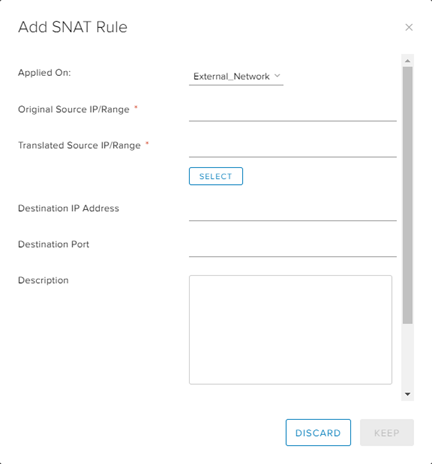 Add SNAT Rule ×
Applied On: External_Network
Original Source IP/Range *
Translated Source IP/Range *
SELECT
Destination IP Address
Destination Port
Description
DISCARD KEEP